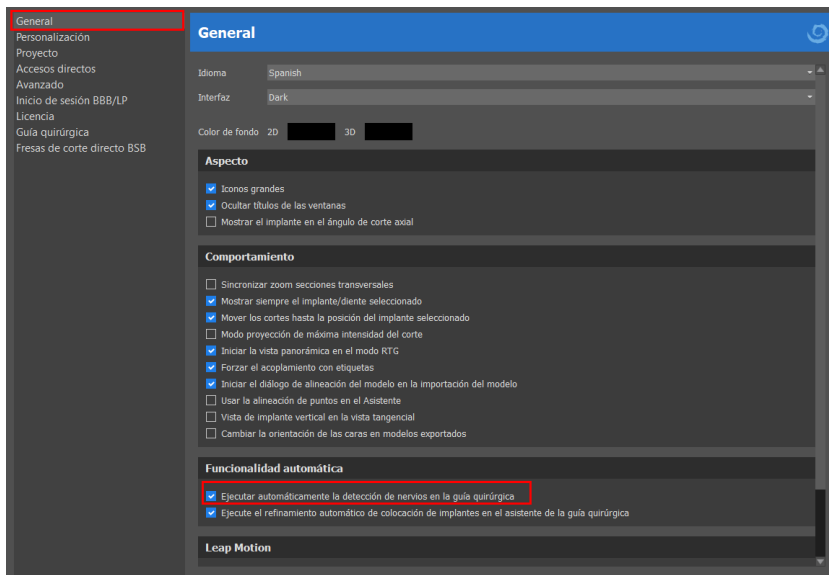 General
Personalización
Proyecto
Accesos directos
Avanzado
Inicio de sesión BBB/LP
Licencia
Guía quirúrgica
Fresas de corte directo BSB
General
Idioma Spanish
Interfaz Dark
Color de fondo 2D 3D
Aspecto
Iconos grandes
Ocultar títulos de las ventanas
Mostrar el implante en el ángulo de corte axial
Comportamiento
Sincronizar zoom secciones transversales
Mostrar siempre el implante/diente seleccionado
Mover los cortes hasta la posición del implante seleccionado
Modo proyección de máxima intensidad del corte
Iniciar la vista panorámica en el modo RTG
Forzar el acoplamiento con etiquetas
Iniciar el diálogo de alineación del modelo en la importación del modelo
Usar la alineación de puntos en el Asistente
Vista de implante vertical en la vista tangencial
Cambiar la orientación de las caras en modelos exportados
Funcionalidad automática
Ejecutar automáticamente la detección de nervios en la guía quirúrgica
Ejecute el refinamiento automático de colocación de implantes en el asistente de la guía quirúrgica
Leap Motion